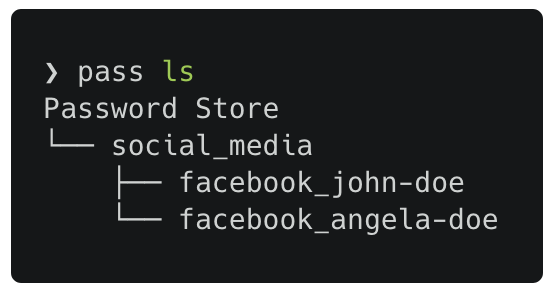 ❯ pass ls
Password Store
└── social_media
    ├── facebook_john-doe
    └── facebook_angela-doe